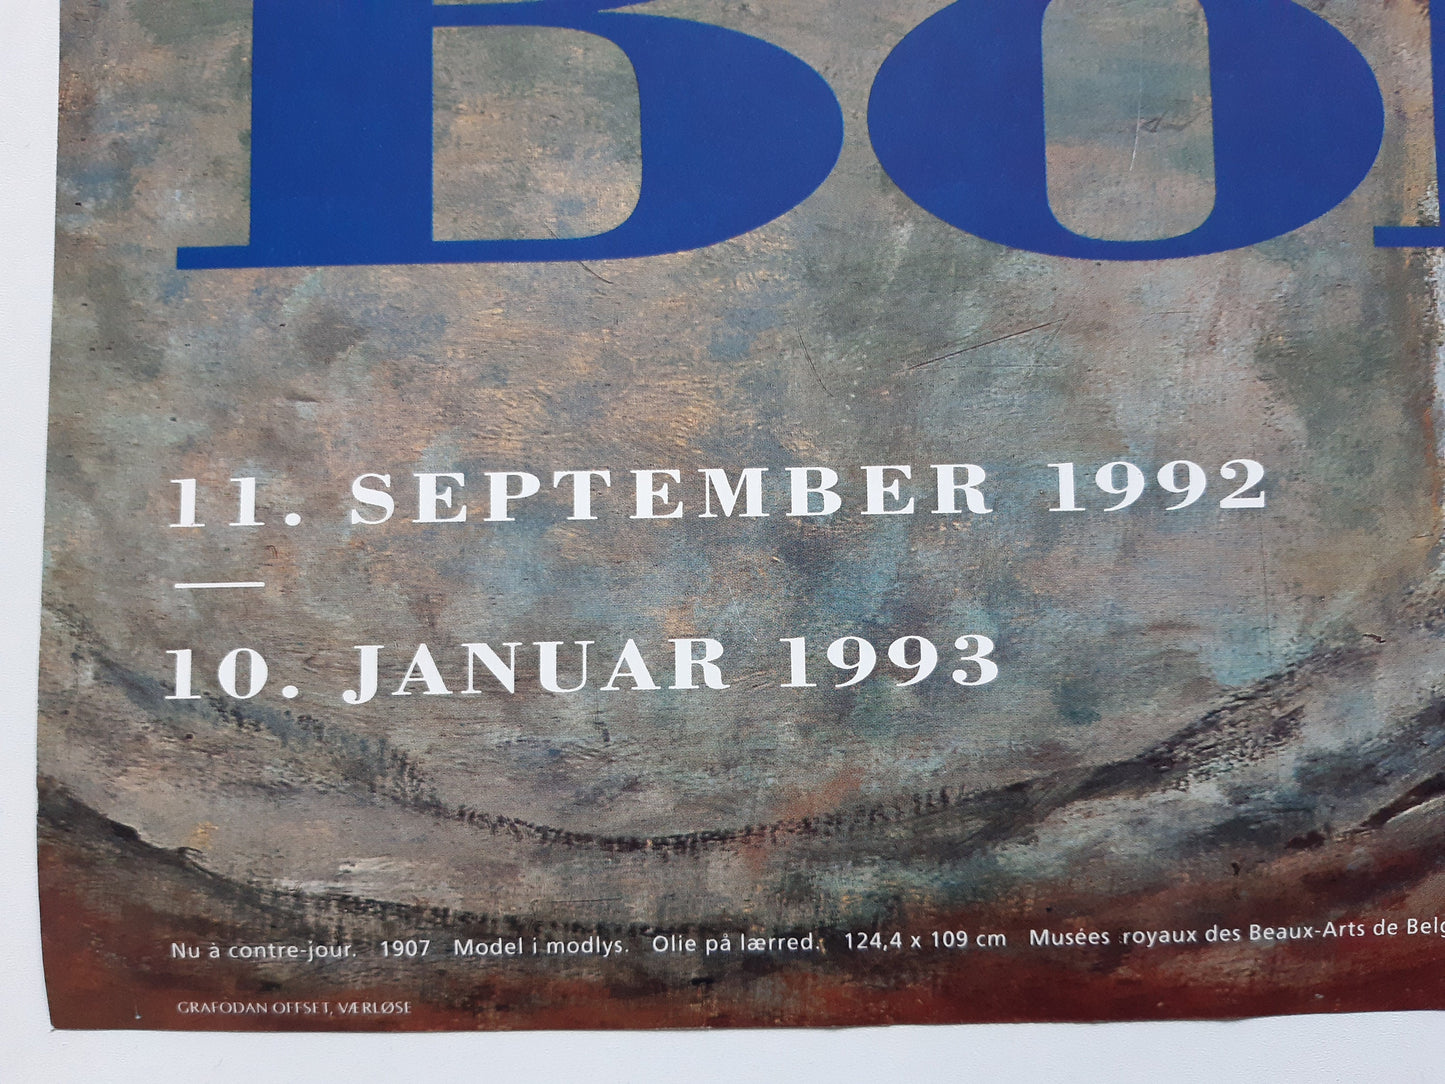 BO
11. SEPTEMBER 1992
—
10. JANUAR 1993
Nu à contre-jour. 1907 Model i modlys. Olie på lærred. 124,4 x 109 cm Musées royaux des Beaux-Arts de Belg
GRAFODAN OFFSET, VÆRLØSE